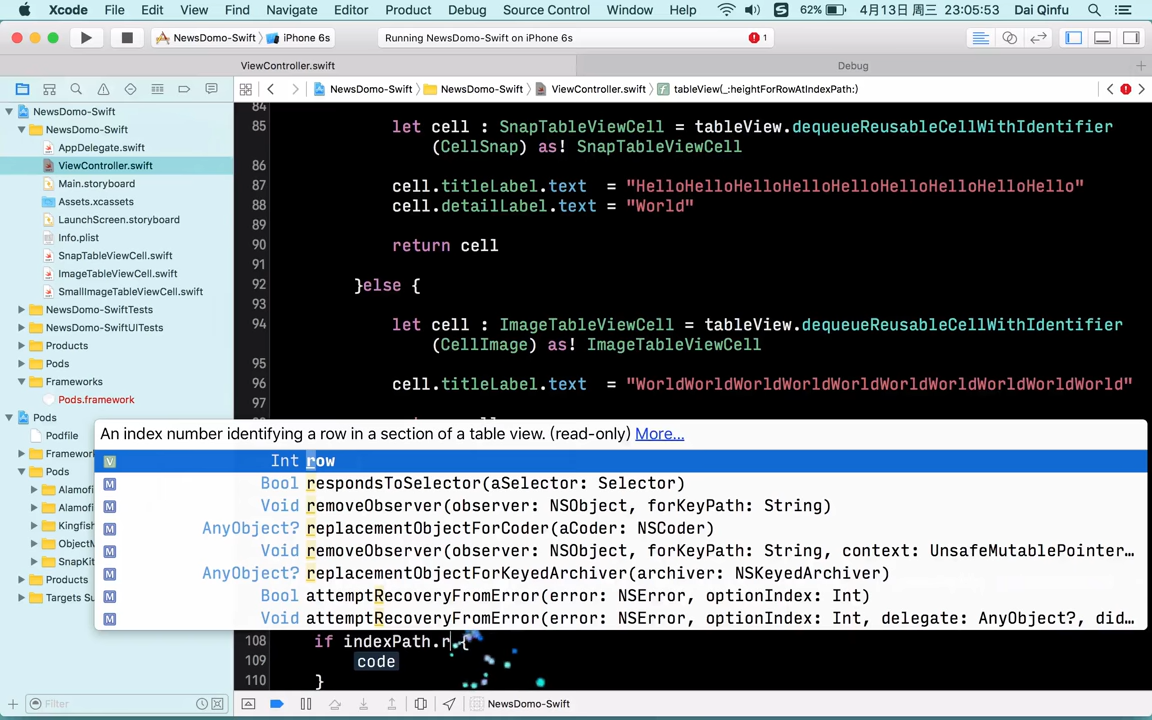 Xcode File Edit View Find Navigate Editor Product Debug Source Control Window Help 62% 4月13日 周三 23:05:53 Dai Qinfu
NewsDomo-Swift iPhone 6s Running NewsDomo-Swift on iPhone 6s 1
ViewController.swift Debug
NewsDomo-Swift NewsDomo-Swift ViewController.swift tableView(_:heightForRowAtIndexPath:)
NewsDomo-Swift
NewsDomo-Swift
AppDelegate.swift
ViewController.swift
Main.storyboard
Assets.xcassets
LaunchScreen.storyboard
Info.plist
SnapTableViewCell.swift
ImageTableViewCell.swift
SmallImageTableViewCell.swift
NewsDomo-SwiftTests
NewsDomo-SwiftUITests
Products
Pods
Frameworks
Pods.framework
Pods
Podfile
Framewor
Pods
Alamofi
Alamofi
Kingfish
ObjectM
SnapKit
Products
Targets Su
Filter
84
85 let cell : SnapTableViewCell = tableView.dequeueReusableCellWithIdentifier
(CellSnap) as! SnapTableViewCell
86
87 cell.titleLabel.text = "HelloHelloHelloHelloHelloHelloHelloHelloHello"
88 cell.detailLabel.text = "World"
89
90 return cell
91
92 }else {
93
94 let cell : ImageTableViewCell = tableView.dequeueReusableCellWithIdentifier
(CellImage) as! ImageTableViewCell
95
96 cell.titleLabel.text = "WorldWorldWorldWorldWorldWorldWorldWorldWorldWorld"
97
An index number identifying a row in a section of a table view. (read-only) More...
V Int row
M Bool respondsToSelector(aSelector: Selector)
M Void removeObserver(observer: NSObject, forKeyPath: String)
M AnyObject? replacementObjectForCoder(aCoder: NSCoder)
M Void removeObserver(observer: NSObject, forKeyPath: String, context: UnsafeMutablePointer…
M AnyObject? replacementObjectForKeyedArchiver(archiver: NSKeyedArchiver)
M Bool attemptRecoveryFromError(error: NSError, optionIndex: Int)
M Void attemptRecoveryFromError(error: NSError, optionIndex: Int, delegate: AnyObject?, did…
108 if indexPath.r {
109 code
110 }
NewsDomo-Swift